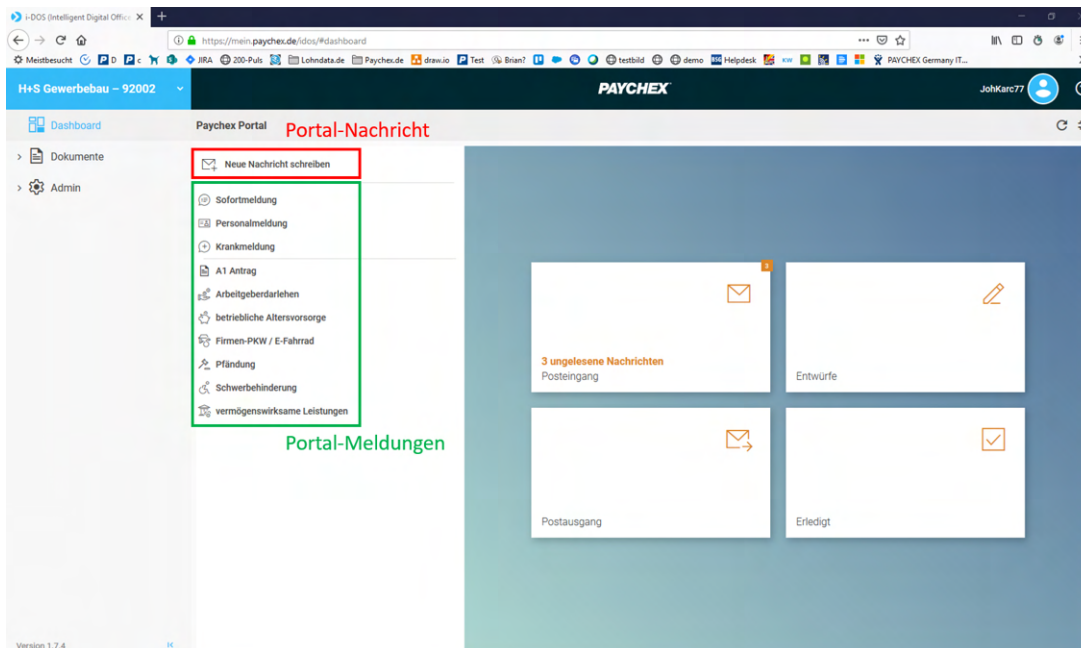 i-DOS (Intelligent Digital Office
https://mein.paychex.de/idos/#dashboard
Meistbesucht D c JIRA 200-Puls Lohndata.de Paychex.de draw.io Test Brian? testbild demo Helpdesk KW PAYCHEX Germany IT...
H+S Gewerbebau – 92002
PAYCHEX
JohKarc77
Dashboard
Dokumente
Admin
Paychex Portal
Portal-Nachricht
Neue Nachricht schreiben
Sofortmeldung
Personalmeldung
Krankmeldung
A1 Antrag
Arbeitgeberdarlehen
betriebliche Altersvorsorge
Firmen-PKW / E-Fahrrad
Pfändung
Schwerbehinderung
vermögenswirksame Leistungen
Portal-Meldungen
3
3 ungelesene Nachrichten
Posteingang
Entwürfe
Postausgang
Erledigt
Version 1.7.4